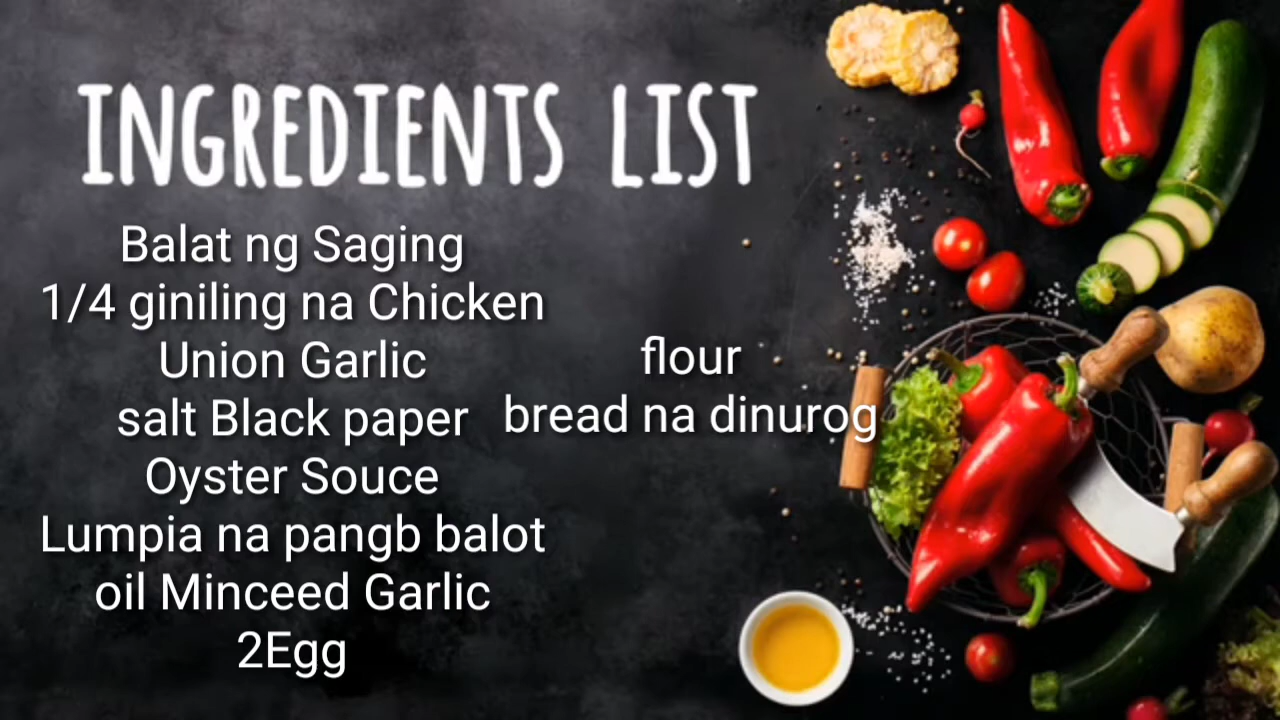 INGREDIENTS LIST
Balat ng Saging
1/4 giniling na Chicken
Union Garlic
salt Black paper
Oyster Souce
Lumpia na pangb balot
oil Minceed Garlic
2Egg
flour
bread na dinurog